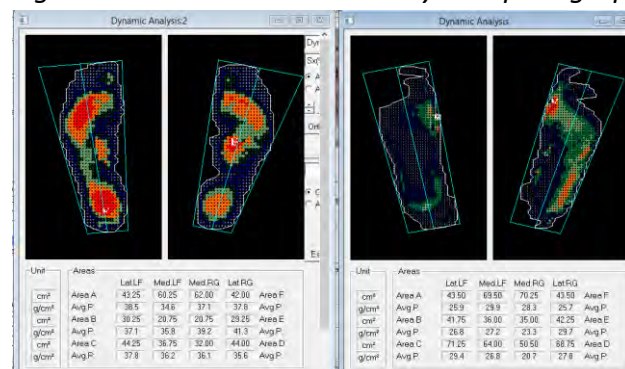 Dynamic Analysis:2
Dynamic Analysis
Unit Areas
Lat.LF Med.LF Med.RG Lat.RG
cm² Area A 43.25 60.25 62.00 42.00 Area F
g/cm² Avg.P. 38.5 34.6 37.1 37.8 Avg.P.
cm² Area B 38.25 20.75 20.75 29.25 Area E
g/cm² Avg.P. 37.1 35.8 39.2 41.3 Avg.P.
cm² Area C 44.25 36.75 32.00 44.00 Area D
g/cm² Avg.P. 37.8 36.2 36.1 35.6 Avg.P.
Unit Areas
Lat.LF Med.LF Med.RG Lat.RG
cm² Area A 43.50 69.50 70.25 43.50 Area F
g/cm² Avg.P. 25.9 29.9 28.3 25.7 Avg.P.
cm² Area B 41.75 36.00 35.00 42.25 Area E
g/cm² Avg.P. 26.8 27.2 23.3 29.7 Avg.P.
cm² Area C 71.25 64.00 50.50 68.75 Area D
g/cm² Avg.P. 29.4 26.8 20.7 27.8 Avg.P.